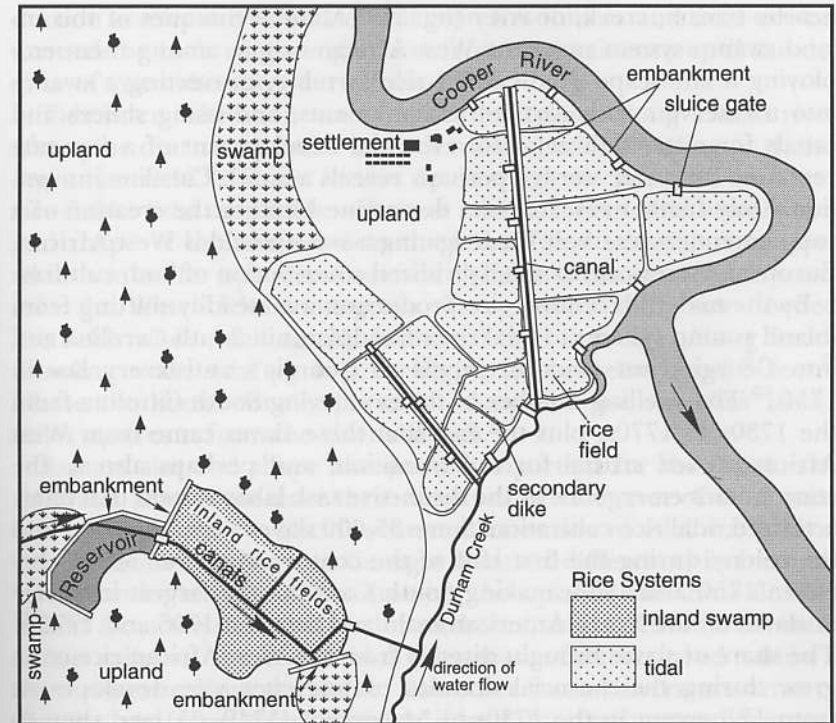 Cooper River
embankment
sluice gate
upland
swamp
settlement
upland
canal
rice
field
secondary
dike
embankment
Reservoir
inland rice fields
canals
Durham Creek
swamp
upland
embankment
direction of
water flow
Rice Systems
inland swamp
tidal